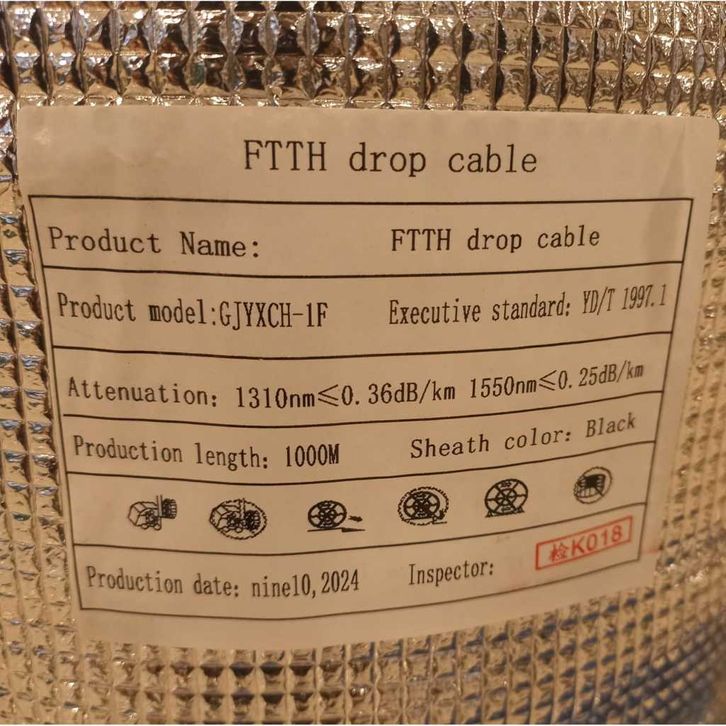 FTTH drop cable
Product Name: FTTH drop cable
Product model:GJYXCH-1F Executive standard: YD/T 1997.1
Attenuation: 1310nm≤0.36dB/km 1550nm≤0.25dB/km
Production length: 1000M Sheath color: Black
Production date: nine10,2024 Inspector: 检K018